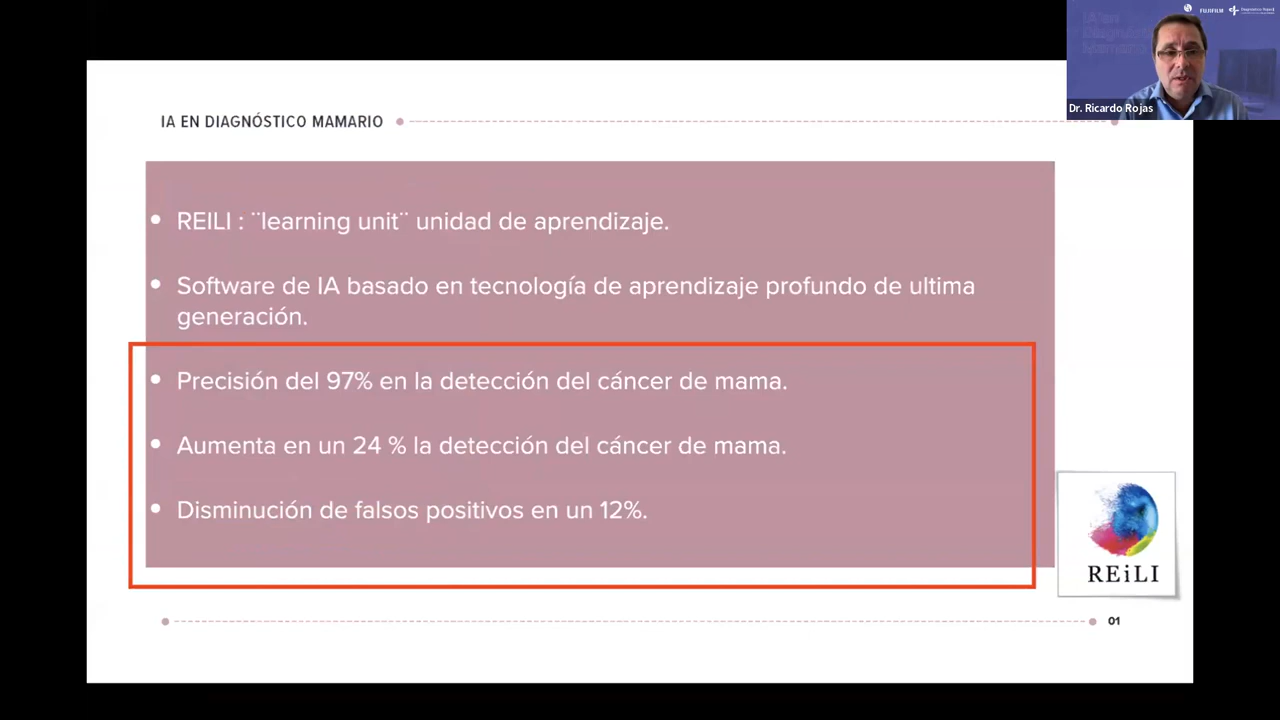 FUJIFILM
IA en
Dr. Ricardo Rojas
IA EN DIAGNÓSTICO MAMARIO
• REILI : ¨learning unit¨ unidad de aprendizaje.
• Software de IA basado en tecnología de aprendizaje profundo de ultima
generación.
• Precisión del 97% en la detección del cáncer de mama.
• Aumenta en un 24 % la detección del cáncer de mama.
• Disminución de falsos positivos en un 12%.
REiLI
01